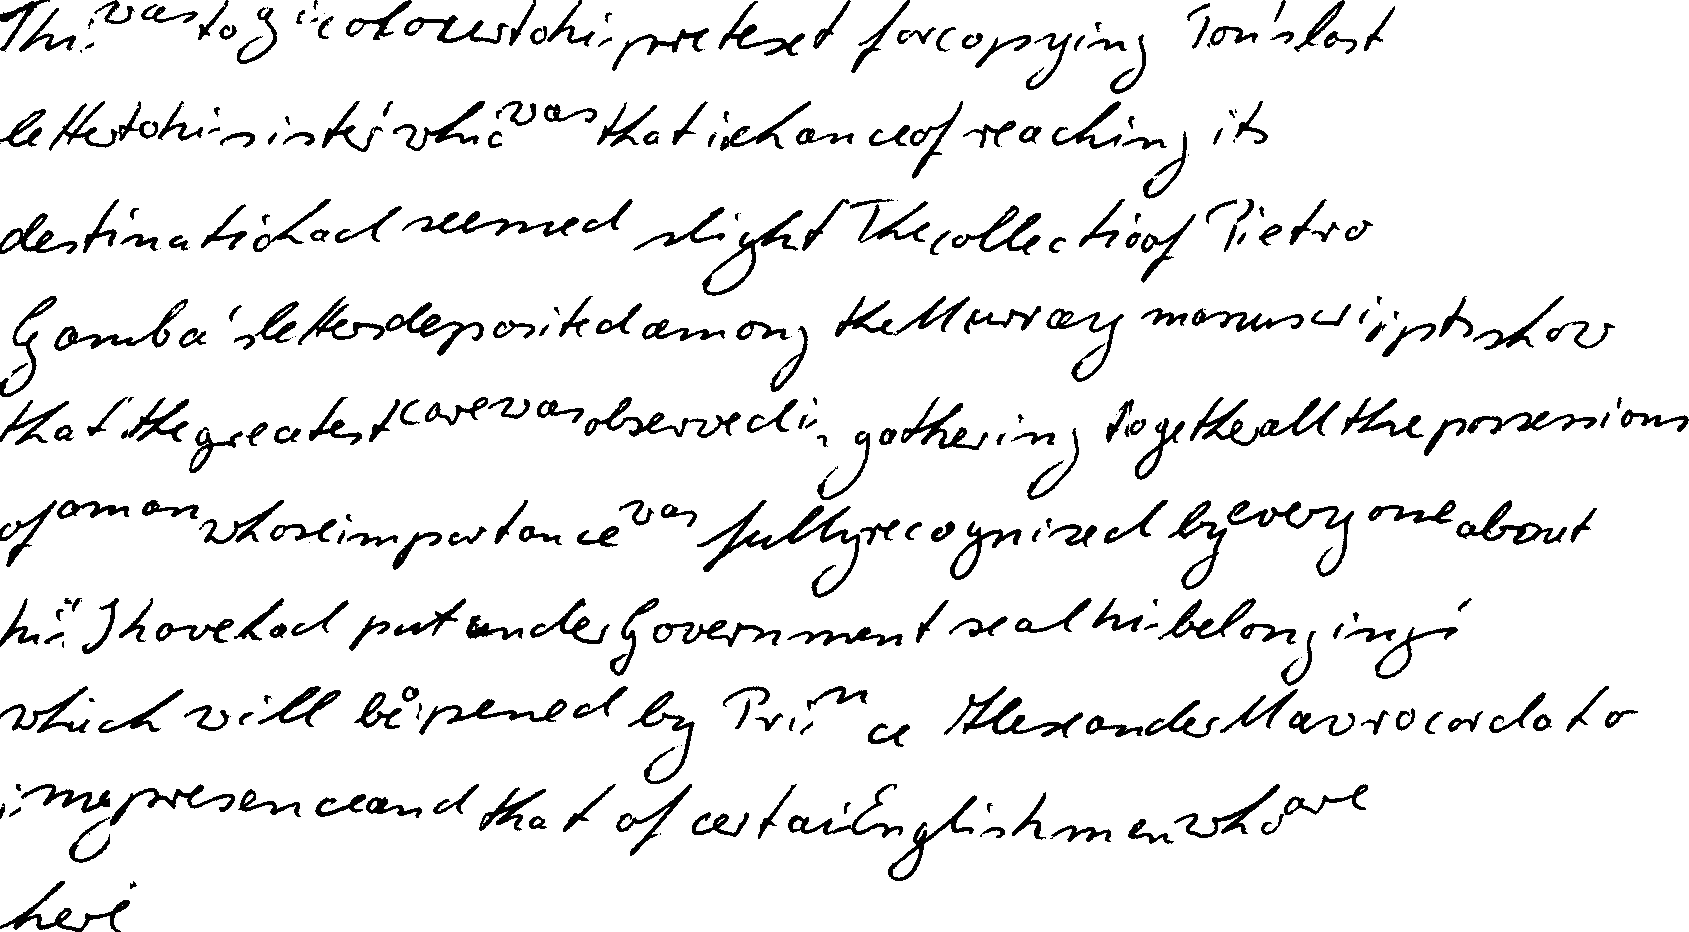 This was to give colour to his pretext for copying Tom's last
letter to his sister which was that its chance of reaching its
destination had seemed slight The collection of Pietro
Gamba's letters deposited among the Murray manuscripts show
that the greatest care was observed in gathering together all the possessions
of a man whose importance was fully recognised by everyone about
him I have had put under Government seal his belongings
which will be opened by Prince Alexander Mavrocordato
in my presence and that of certain Englishmen who are
here